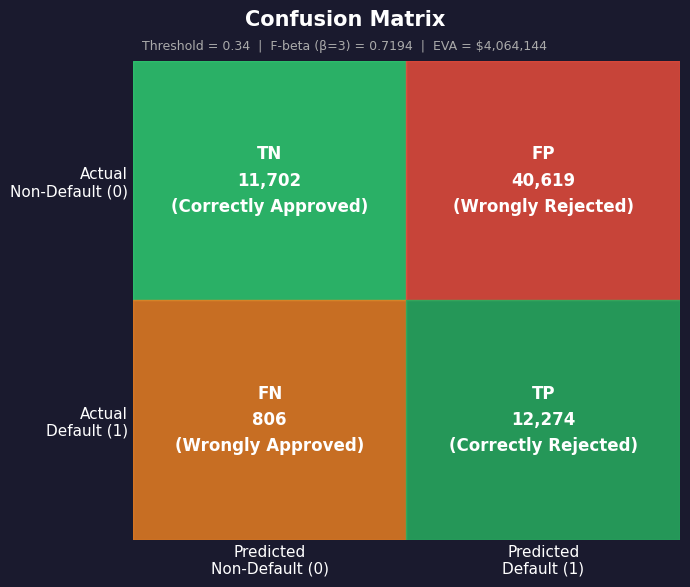 Confusion Matrix
Threshold = 0.34 | F-beta (β=3) = 0.7194 | EVA = $4,064,144
Actual
Non-Default (0)
TN
11,702
(Correctly Approved)
FP
40,619
(Wrongly Rejected)
Actual
Default (1)
FN
806
(Wrongly Approved)
TP
12,274
(Correctly Rejected)
Predicted
Non-Default (0)
Predicted
Default (1)